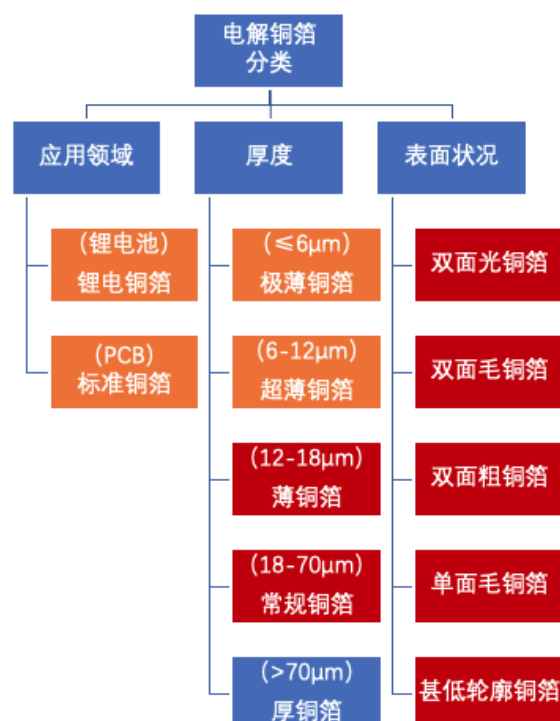 电解铜箔
分类
应用领域
厚度
表面状况
(锂电池)
锂电铜箔
(PCB)
标准铜箔
(≤6μm)
极薄铜箔
(6-12μm)
超薄铜箔
(12-18μm)
薄铜箔
(18-70μm)
常规铜箔
(>70μm)
厚铜箔
双面光铜箔
双面毛铜箔
双面粗铜箔
单面毛铜箔
甚低轮廓铜箔